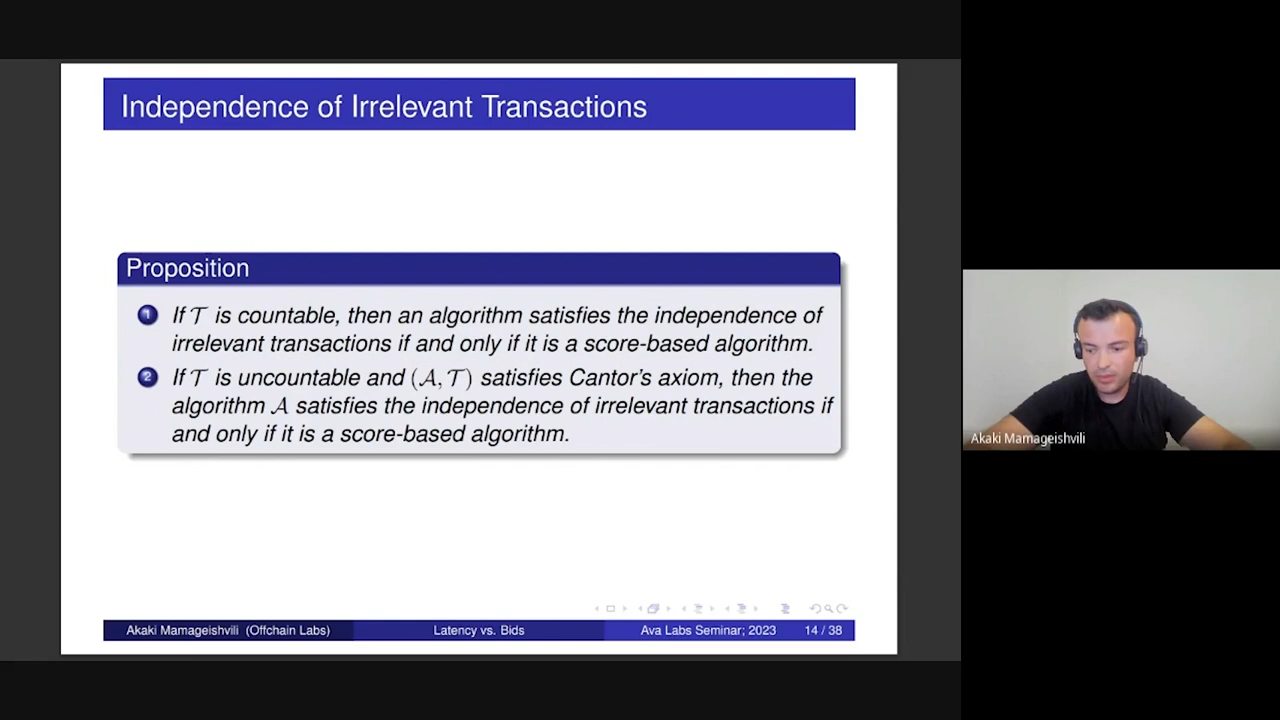 Independence of Irrelevant Transactions
Proposition
1 If 𝒯 is countable, then an algorithm satisfies the independence of
irrelevant transactions if and only if it is a score-based algorithm.
2 If 𝒯 is uncountable and (𝒜, 𝒯) satisfies Cantor's axiom, then the
algorithm 𝒜 satisfies the independence of irrelevant transactions if
and only if it is a score-based algorithm.
Akaki Mamageishvili (Offchain Labs) Latency vs. Bids Ava Labs Seminar; 2023 14 / 38
Akaki Mamageishvili